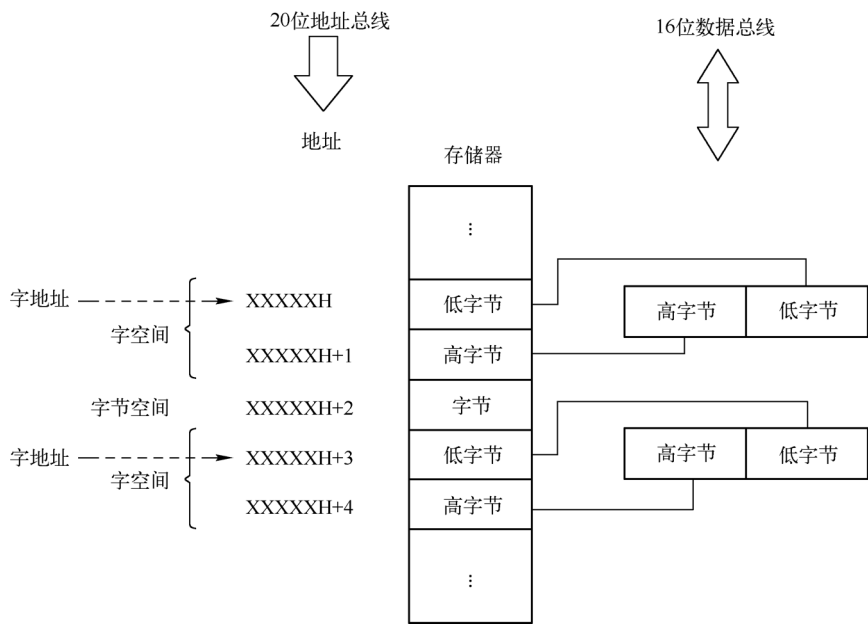 20位地址总线
16位数据总线
地址
存储器
⋮
字地址 XXXXXH 低字节 高字节 低字节
字空间
XXXXXH+1 高字节
字节空间 XXXXXH+2 字节
字地址 XXXXXH+3 低字节 高字节 低字节
字空间
XXXXXH+4 高字节
⋮